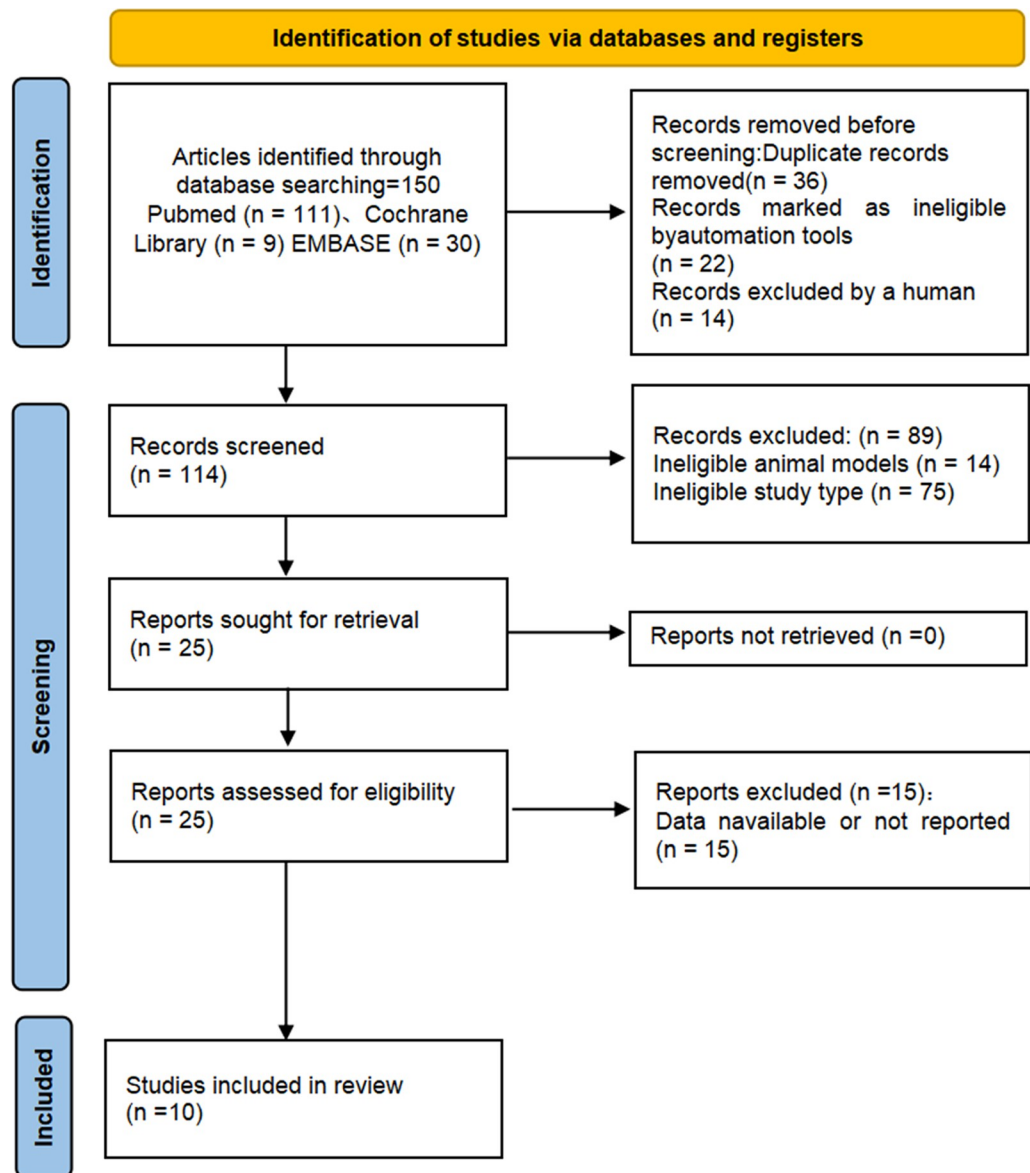 Identification of studies via databases and registers
Identification
Articles identified through
database searching=150
Pubmed (n = 111)、Cochrane
Library (n = 9) EMBASE (n = 30)
Records removed before
screening:Duplicate records
removed(n = 36)
Records marked as ineligible
byautomation tools
(n = 22)
Records excluded by a human
(n = 14)
Screening
Records screened
(n = 114)
Records excluded: (n = 89)
Ineligible animal models (n = 14)
Ineligible study type (n = 75)
Reports sought for retrieval
(n = 25)
Reports not retrieved (n =0)
Reports assessed for eligibility
(n = 25)
Reports excluded (n =15):
Data navailable or not reported
(n = 15)
Included
Studies included in review
(n =10)